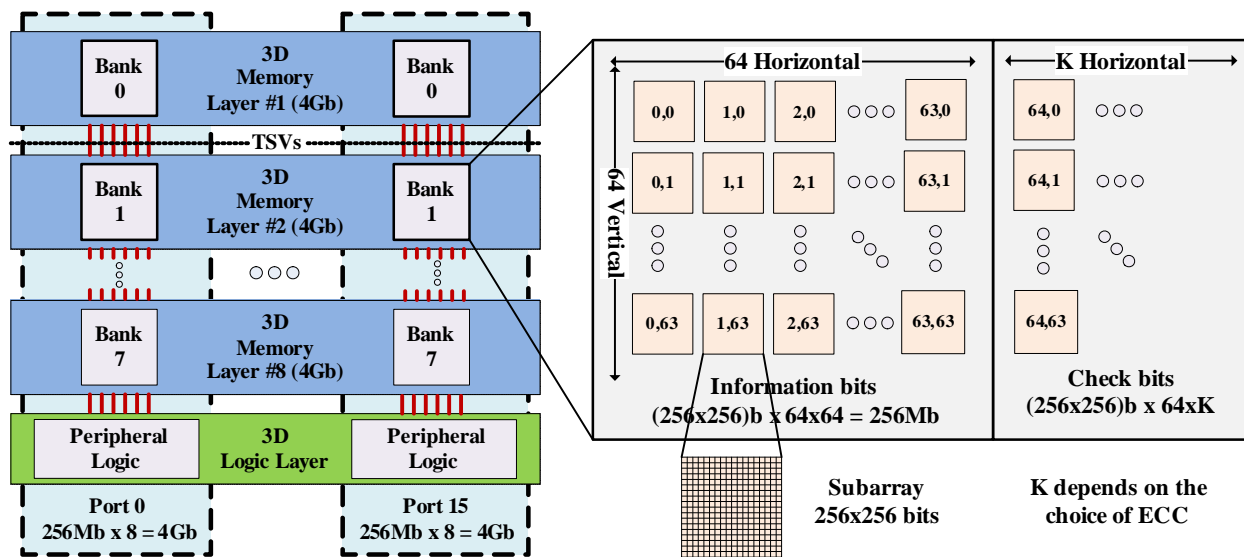 3D
Memory
Layer #1 (4Gb)
Bank
0
Bank
0
TSVs
3D
Memory
Layer #2 (4Gb)
Bank
1
Bank
1
3D
Memory
Layer #8 (4Gb)
Bank
7
Bank
7
Peripheral
Logic
3D
Logic Layer
Peripheral
Logic
Port 0
256Mb x 8 = 4Gb
Port 15
256Mb x 8 = 4Gb
64 Horizontal
64 Vertical
0,0 1,0 2,0 63,0
0,1 1,1 2,1 63,1
0,63 1,63 2,63 63,63
Information bits
(256x256)b x 64x64 = 256Mb
K Horizontal
64,0
64,1
64,63
Check bits
(256x256)b x 64xK
Subarray
256x256 bits
K depends on the
choice of ECC